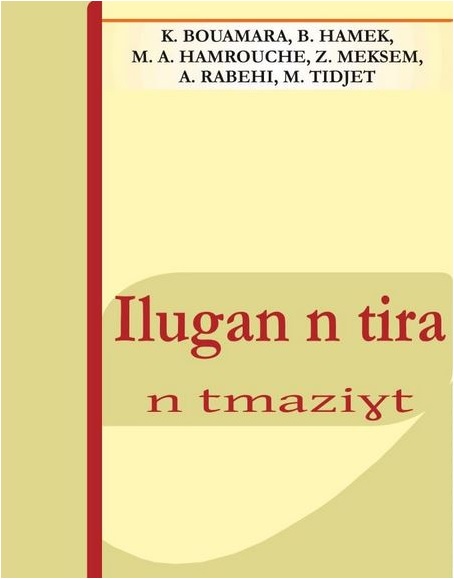 K. BOUAMARA, B. HAMEK,
M. A. HAMROUCHE, Z. MEKSEM,
A. RABEHI, M. TIDJET
Ilugan n tira
n tmaziɣt